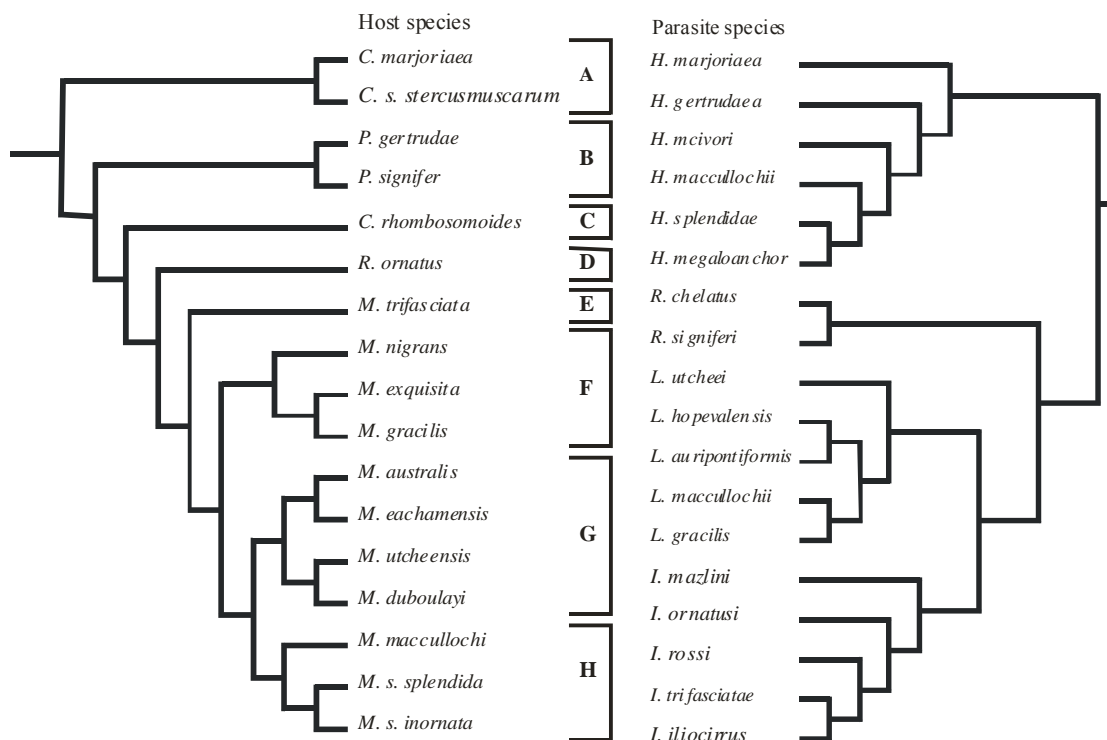 Host species
C. marjoriaea
C. s. stercusmuscarum
P. gertrudae
P. signifer
C. rhombosomoides
R. ornatus
M. trifasciata
M. nigrans
M. exquisita
M. gracilis
M. australis
M. eachamensis
M. utcheensis
M. duboulayi
M. maccullochi
M. s. splendida
M. s. inornata
A
B
C
D
E
F
G
H
Parasite species
H. marjoriaea
H. gertrudaea
H. mcivori
H. maccullochii
H. splendidae
H. megaloanchor
R. chelatus
R. signiferi
L. utcheei
L. hopevalensis
L. auripontiformis
L. maccullochii
L. gracilis
I. mazlini
I. ornatusi
I. rossi
I. trifasciatae
I. iliocirrus